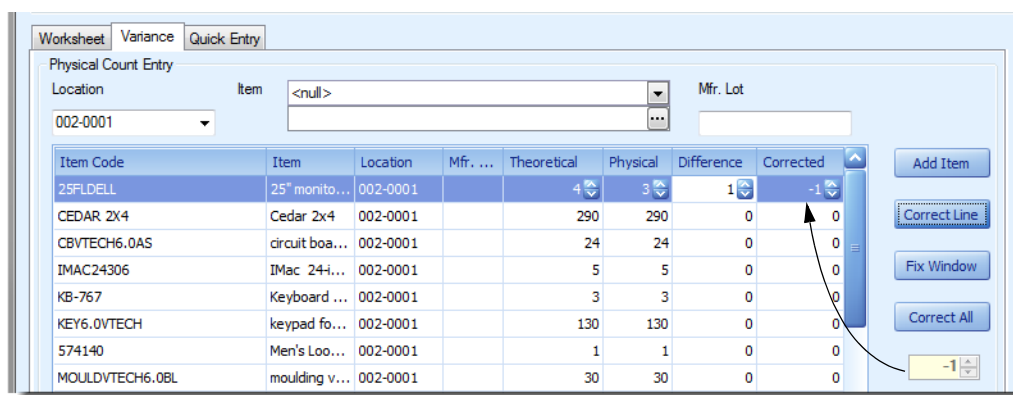 Worksheet Variance Quick Entry
Physical Count Entry
Location Item <null> Mfr. Lot
002-0001 ...
Item Code Item Location Mfr. ... Theoretical Physical Difference Corrected Add Item
25FLDELL 25" monito... 002-0001 4 3 1 -1
CEDAR 2X4 Cedar 2x4 002-0001 290 290 0 0 Correct Line
CBVTECH6.0AS circuit boa... 002-0001 24 24 0 0
IMAC24306 IMac 24-i... 002-0001 5 5 0 0 Fix Window
KB-767 Keyboard ... 002-0001 3 3 0 0
KEY6.0VTECH keypad fo... 002-0001 130 130 0 0 Correct All
574140 Men's Loo... 002-0001 1 1 0 0
MOULDVTECH6.0BL moulding v... 002-0001 30 30 0 0 -1